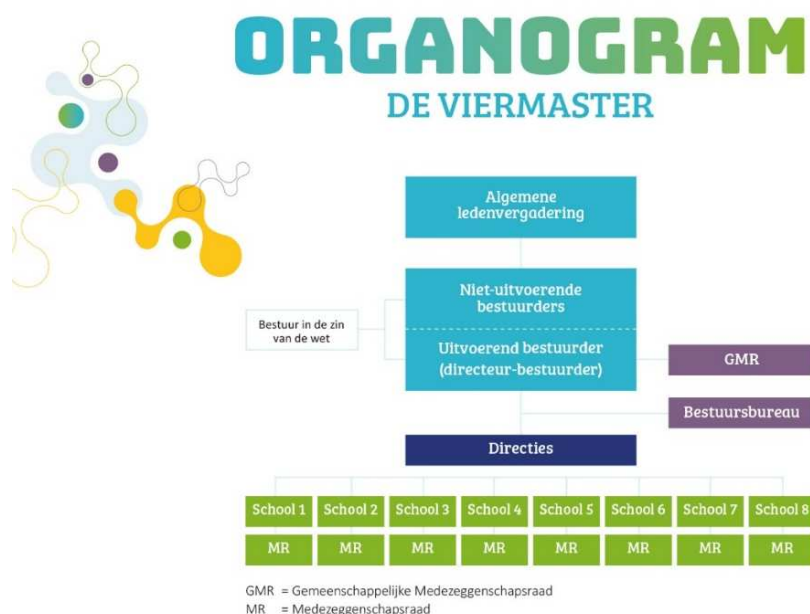 ORGANOGRAM
DE VIERMASTER
Algemene
ledenvergadering
Niet-uitvoerende
bestuurders
Bestuur in de zin
van de wet
Uitvoerend bestuurder
(directeur-bestuurder)
GMR
Bestuursbureau
Directies
School 1 School 2 School 3 School 4 School 5 School 6 School 7 School 8
MR MR MR MR MR MR MR MR
GMR = Gemeenschappelijke Medezeggenschapsraad
MR = Medezeggenschapsraad